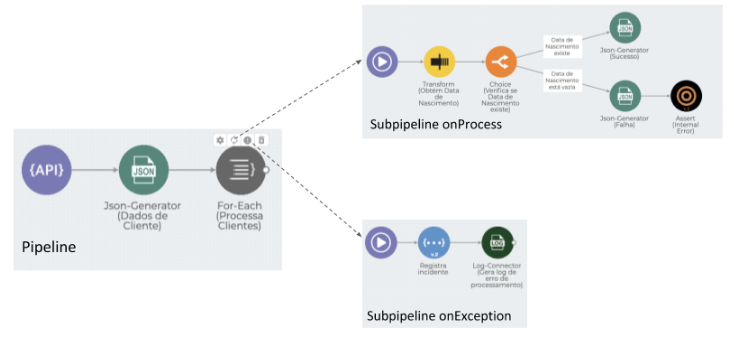 {API}
JSON
Json-Generator
(Dados de
Cliente)
For-Each
(Processa
Clientes)
Pipeline
Transform
(Obtém Data
de
Nascimento)
Choice
(Verifica se
Data de
Nascimento
existe)
Data de
Nascimento
existe
Data de
Nascimento
está vazia
JSON
Json-Generator
(Sucesso)
JSON
Json-Generator
(Falha)
Assert
(Internal
Error)
Subpipeline onProcess
v.2
Registra
incidente
LOG
Log-Connector
(Gera log de
erro de
processamento)
Subpipeline onException